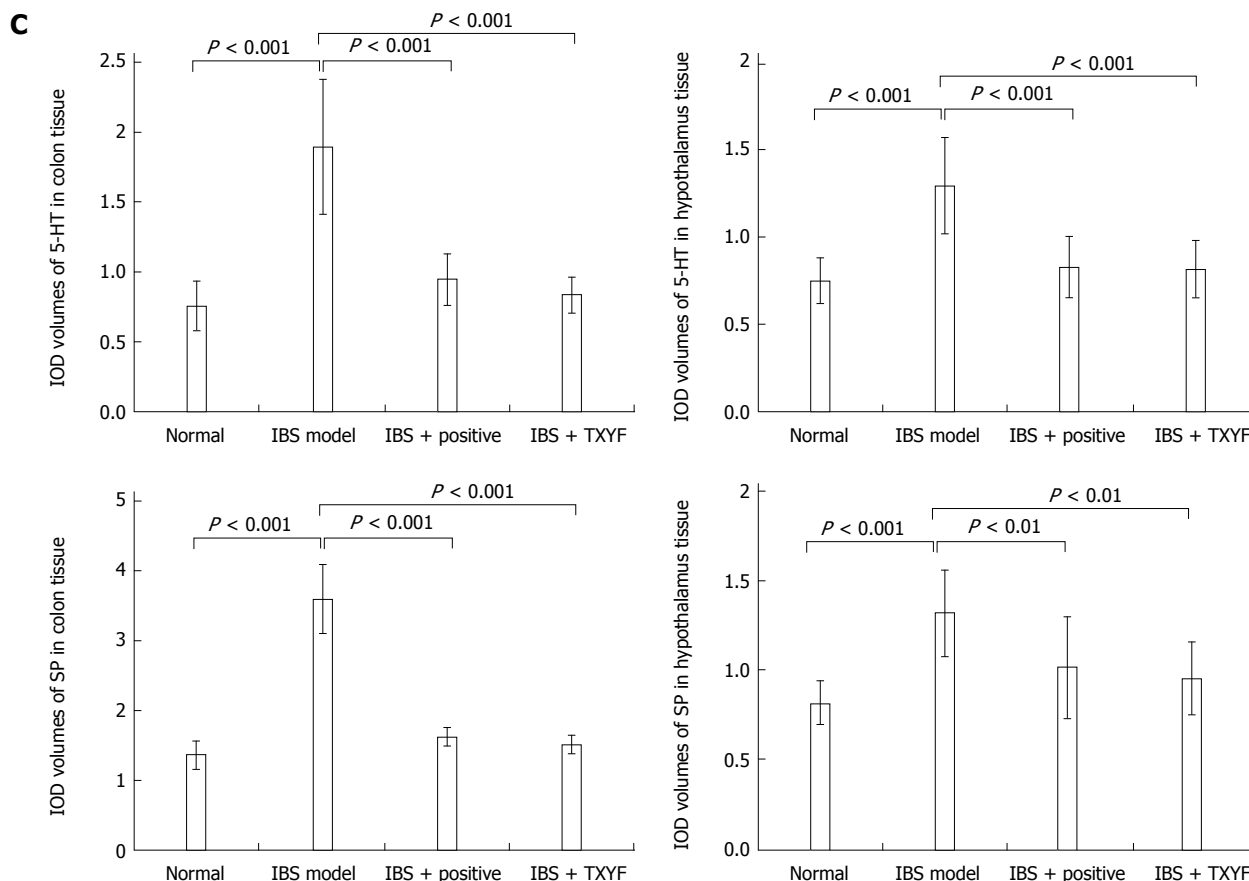 C
P < 0.001
P < 0.001
P < 0.001
2.5
2
1.5
1.0
0.5
0.0
IOD volumes of 5-HT in colon tissue
Normal
IBS model
IBS + positive
IBS + TXYF
P < 0.001
P < 0.001
P < 0.001
2
1.5
1.0
0.5
0.0
IOD volumes of 5-HT in hypothalamus tissue
Normal
IBS model
IBS + positive
IBS + TXYF
P < 0.001
P < 0.001
P < 0.001
5
4
3
2
1
0
IOD volumes of SP in colon tissue
Normal
IBS model
IBS + positive
IBS + TXYF
P < 0.01
P < 0.001
P < 0.01
2
1.5
1.0
0.5
0.0
IOD volumes of SP in hypothalamus tissue
Normal
IBS model
IBS + positive
IBS + TXYF